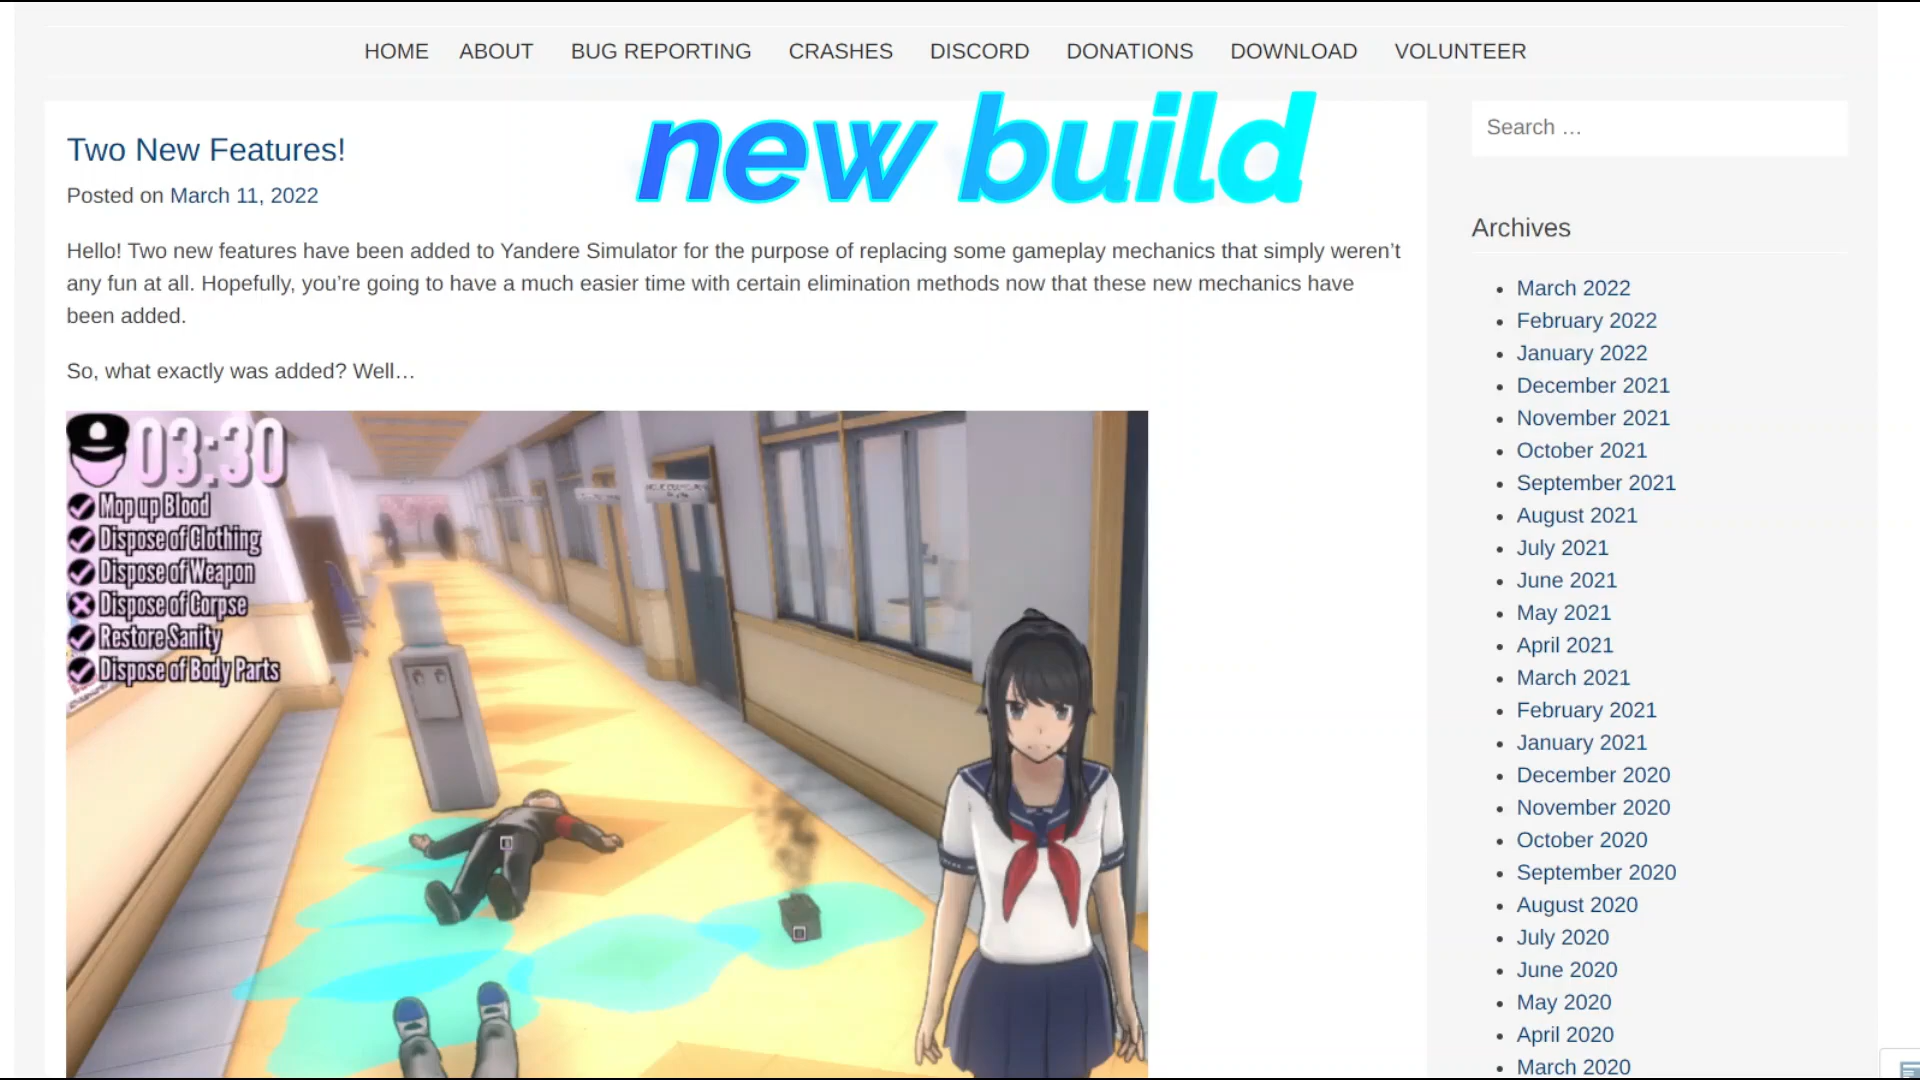 HOME ABOUT BUG REPORTING CRASHES DISCORD DONATIONS DOWNLOAD VOLUNTEER
new build
Two New Features!
Posted on March 11, 2022
Hello! Two new features have been added to Yandere Simulator for the purpose of replacing some gameplay mechanics that simply weren’t
any fun at all. Hopefully, you’re going to have a much easier time with certain elimination methods now that these new mechanics have
been added.
So, what exactly was added? Well…
03:30
Mop up Blood
Dispose of Clothing
Dispose of Weapon
Dispose of Corpse
Restore Sanity
Dispose of Body Parts
Search …
Archives
March 2022
February 2022
January 2022
December 2021
November 2021
October 2021
September 2021
August 2021
July 2021
June 2021
May 2021
April 2021
March 2021
February 2021
January 2021
December 2020
November 2020
October 2020
September 2020
August 2020
July 2020
June 2020
May 2020
April 2020
March 2020